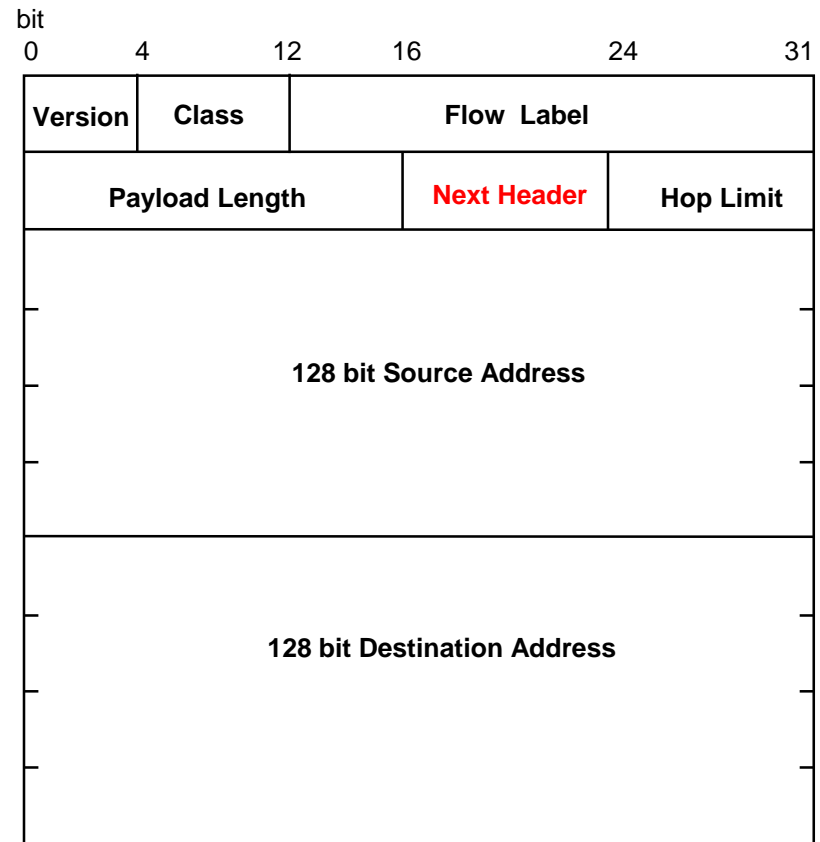 bit
0 4 12 16 24 31
Version Class Flow Label
Payload Length Next Header Hop Limit
128 bit Source Address
128 bit Destination Address